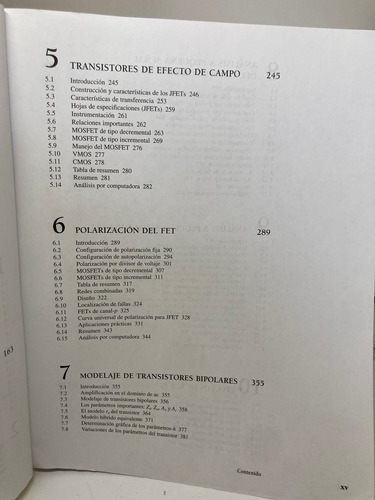 5 TRANSISTORES DE EFECTO DE CAMPO 245
5.1 Introducción 245
5.2 Construcción y características de los JFETs 246
5.3 Características de transferencia 253
5.4 Hojas de especificaciones (JFETs) 259
5.5 Instrumentación 261
5.6 Relaciones importantes 262
5.7 MOSFET de tipo decremental 263
5.8 MOSFET de tipo incremental 269
5.9 Manejo del MOSFET 276
5.10 VMOS 277
5.11 CMOS 278
5.12 Tabla de resumen 280
5.13 Resumen 281
5.14 Análisis por computadora 282
6 POLARIZACIÓN DEL FET 289
6.1 Introducción 289
6.2 Configuración de polarización fija 290
6.3 Configuración de autopolarización 294
6.4 Polarización por divisor de voltaje 301
6.5 MOSFETs de tipo decremental 307
6.6 MOSFETs de tipo incremental 311
6.7 Tabla de resumen 317
6.8 Redes combinadas 319
6.9 Diseño 322
6.10 Localización de fallas 324
6.11 FETs de canal-p 325
6.12 Curva universal de polarización para JFET 328
6.13 Aplicaciones prácticas 331
6.14 Resumen 343
6.15 Análisis por computadora 344
163
7 MODELAJE DE TRANSISTORES BIPOLARES 355
7.1 Introducción 355
7.2 Amplificación en el dominio de ac 355
7.3 Modelaje de transistores bipolares 356
7.4 Los parámetros importantes: Zi, Zo, Av y Ai 358
7.5 El modelo re del transistor 364
7.6 Modelo híbrido equivalente 371
7.7 Determinación gráfica de los parámetros-h 377
7.8 Variaciones de los parámetros del transistor 381
Contenido
xv